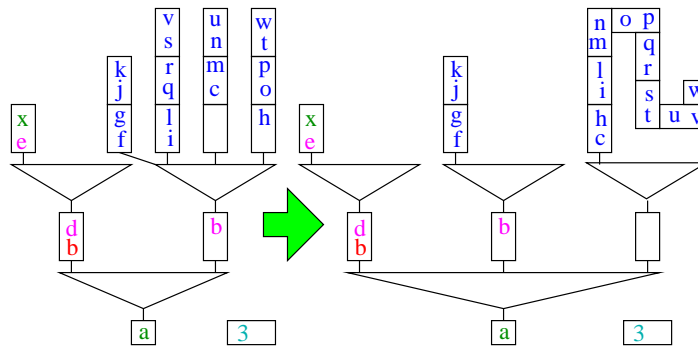 v u w n o p
s n t m q
k r m p k l r
j q c o j i s w
x g l h x g h t u v
e f i e f c
d b d b
b b
a 3 a 3